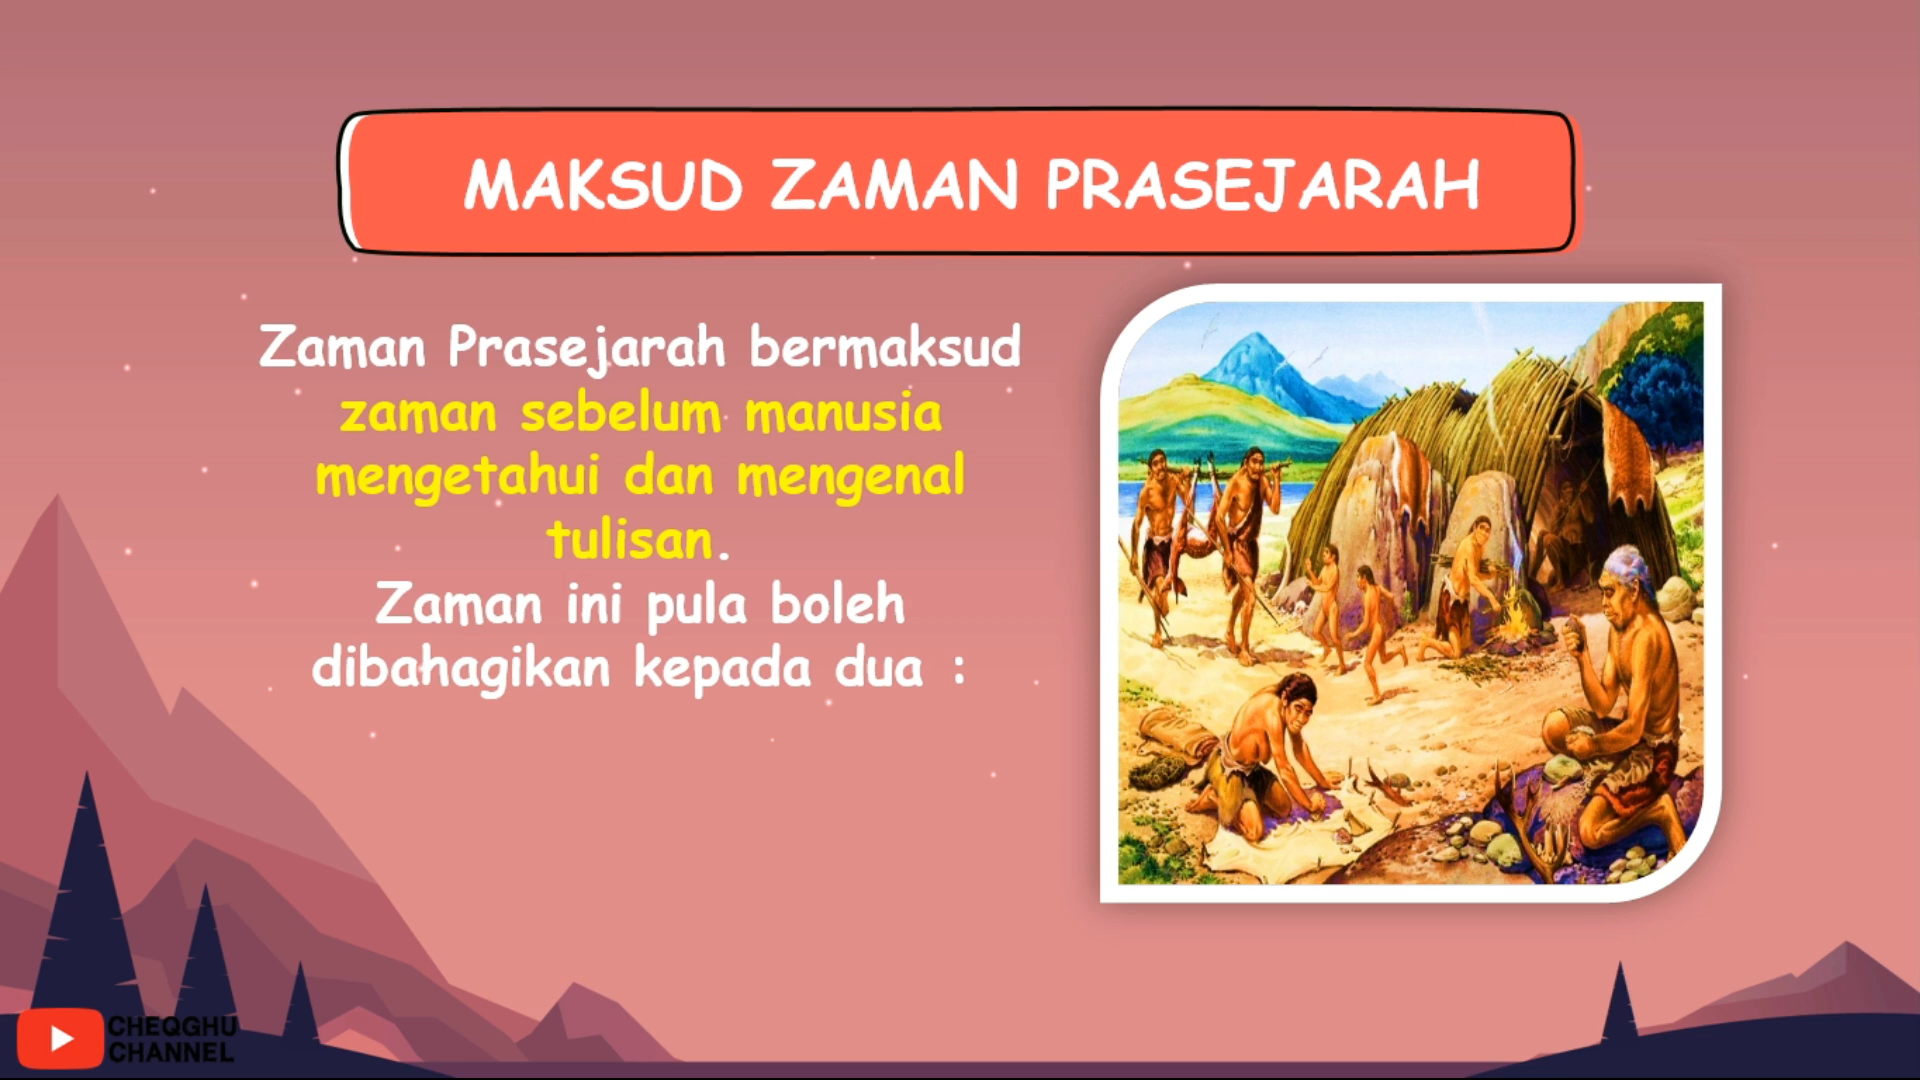 MAKSUD ZAMAN PRASEJARAH
Zaman Prasejarah bermaksud
zaman sebelum manusia
mengetahui dan mengenal
tulisan.
Zaman ini pula boleh
dibahagikan kepada dua :
CHEQGHU
CHANNEL